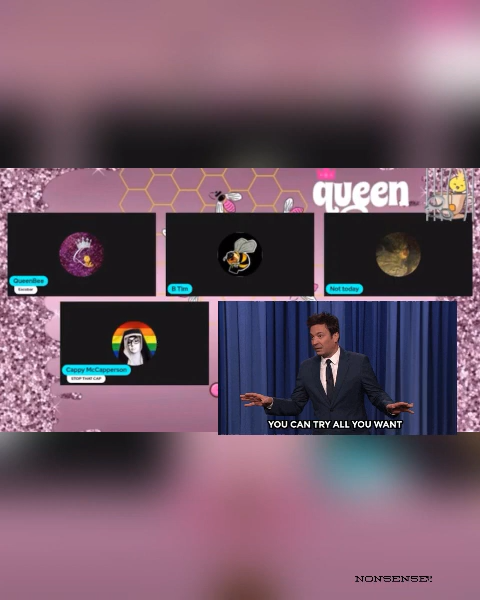 queen
QueenBee
B Tim
Not today
Cappy McCapperson
STOP THAT CAP
YOU CAN TRY ALL YOU WANT
NONSENSE!!